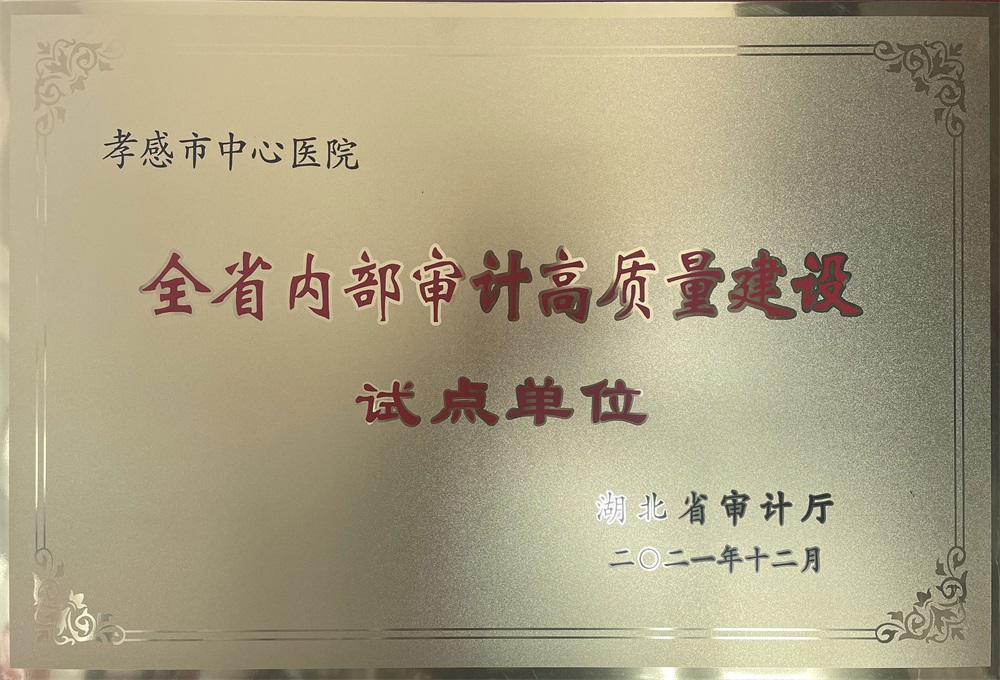 孝感市中心医院
全省内部审计高质量建设
试点单位
湖北省审计厅
二〇二一年十二月